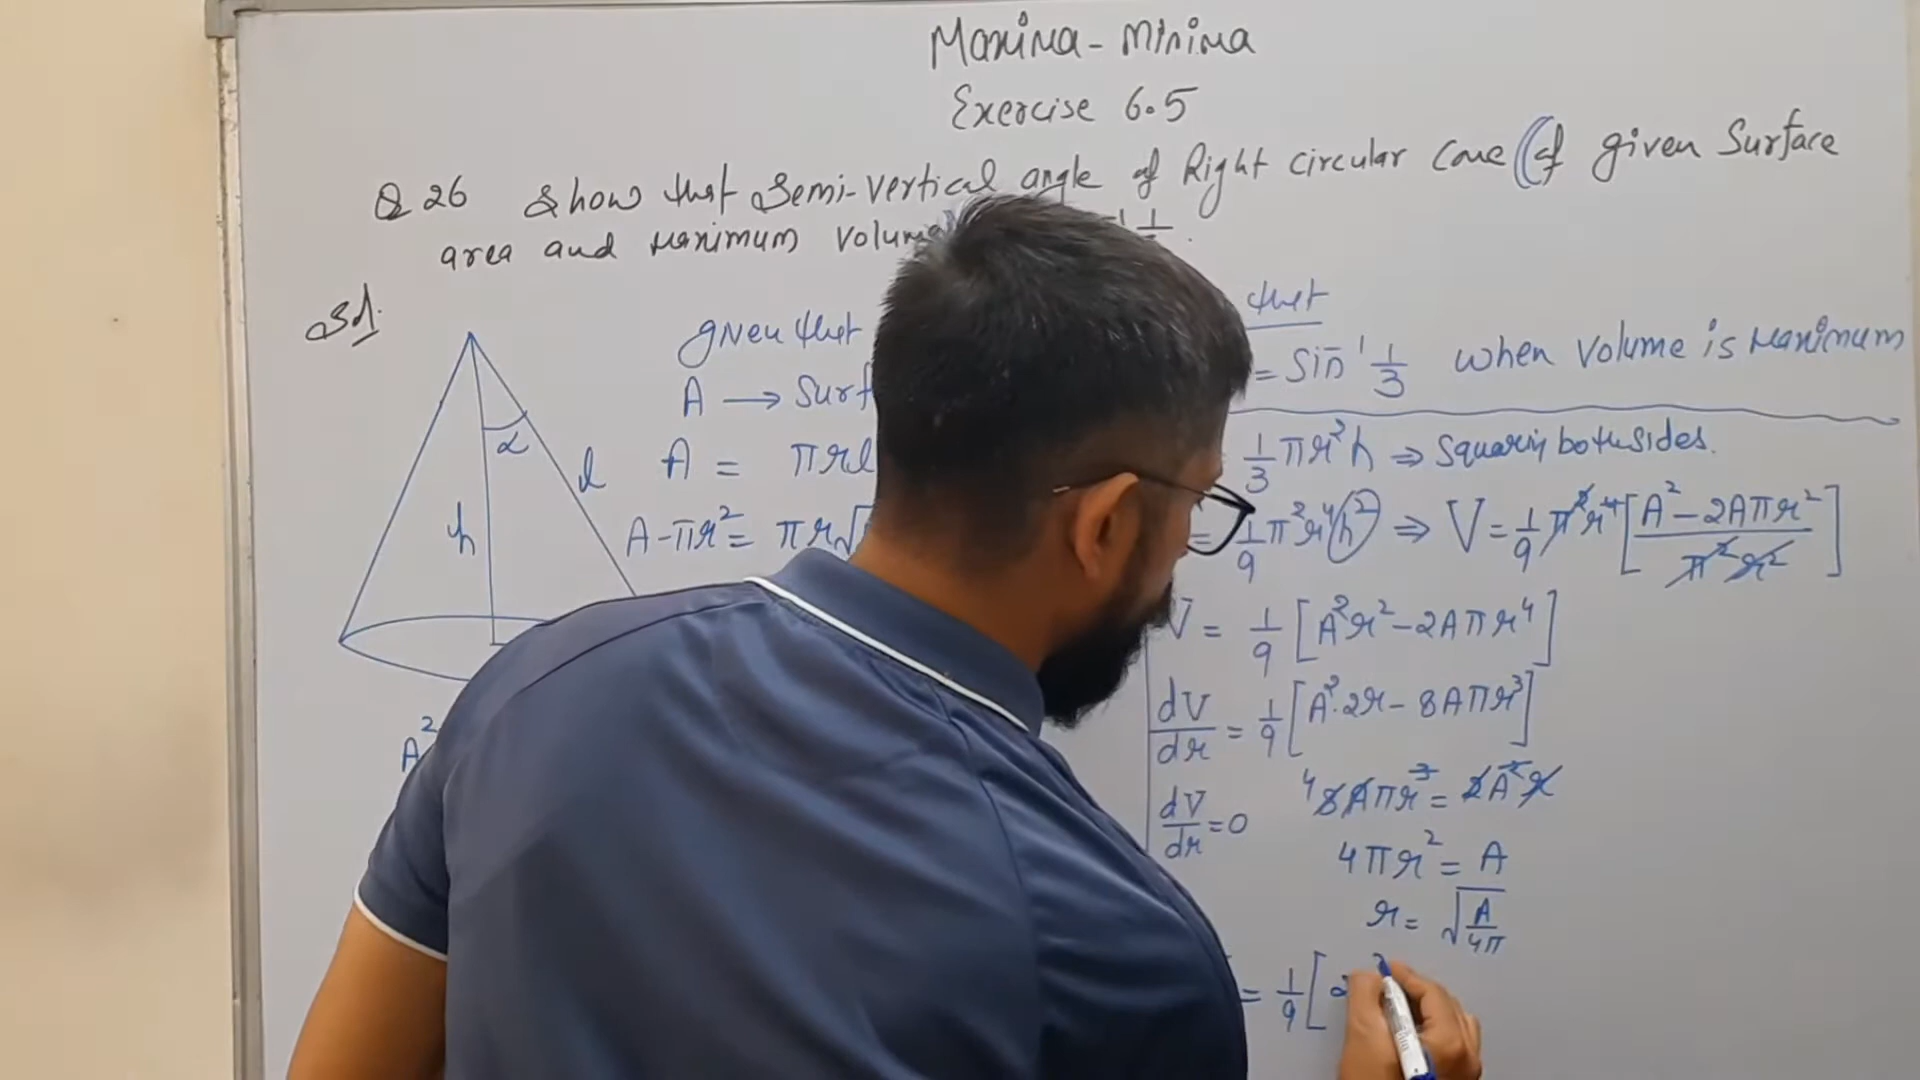 Maxima - Minima
Exercise 6.5
Q 26 Show that Semi-vertical angle of Right circular Cone (of given Surface
area and maximum volume
Sol.
α
l
h
given that
A → Surf
A = πrl
A - πr² = πr√
A²
that
= Sin⁻¹ 1/3 when volume is maximum
1/3 πr²h ⇒ Squaring both sides.
= 1/9 π²r⁴h² ⇒ V = 1/9 π²r⁴ [A² - 2Aπr² / π²r²]
V = 1/9 [A²r² - 2Aπr⁴]
dV/dr = 1/9 [A²·2r - 8Aπr³]
dV/dr = 0
4 8Aπr³ = 2A²r
4πr² = A
r = √A/4π
= 1/9 [2